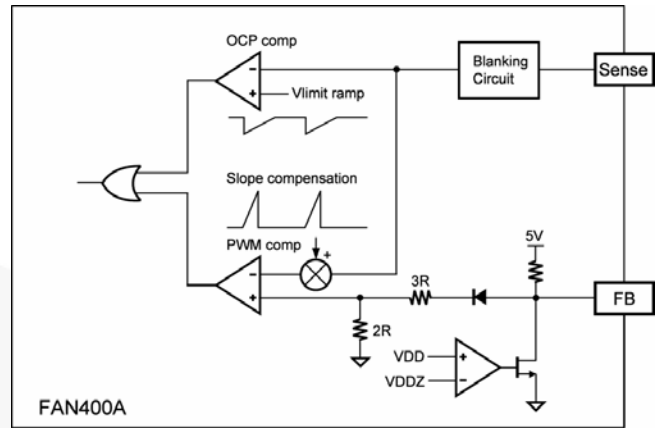 OCP comp
Blanking
Circuit
Sense
−
+
Vlimit ramp
Slope compensation
PWM comp
+
−
+
5V
3R
FB
2R
VDD
+
VDDZ
−
FAN400A